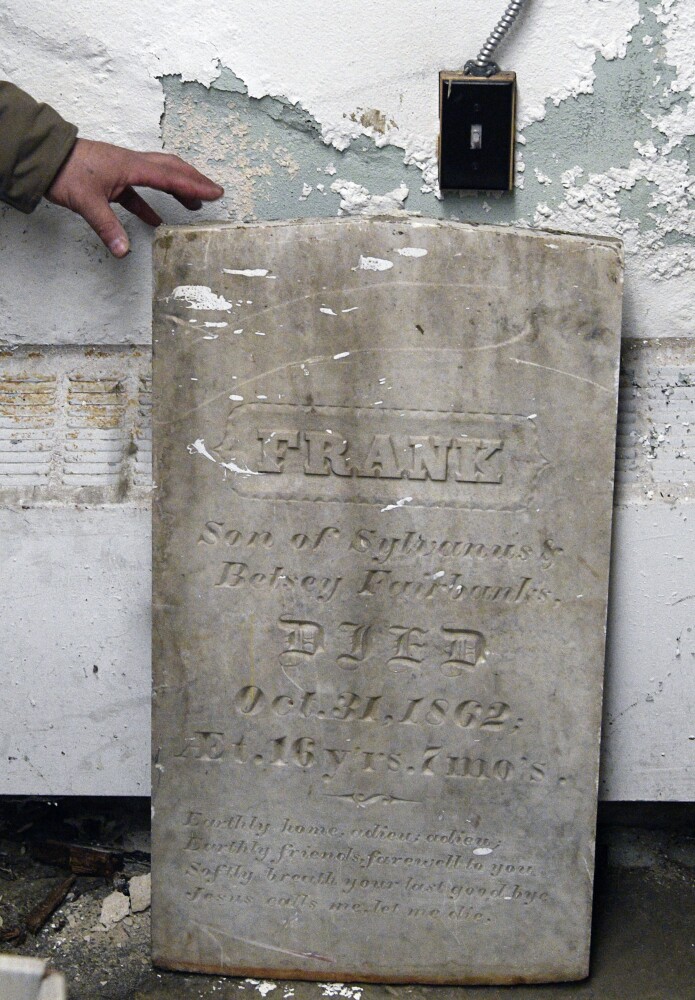 FRANK
Son of Sylvanus &
Betsey Fairbanks.
DIED
Oct. 31, 1862;
Æt. 16 y'rs. 7 mo's.
Earthly home, adieu; adieu;
Earthly friends, farewell to you
Softly breath your last good bye
Jesus calls me, let me die.